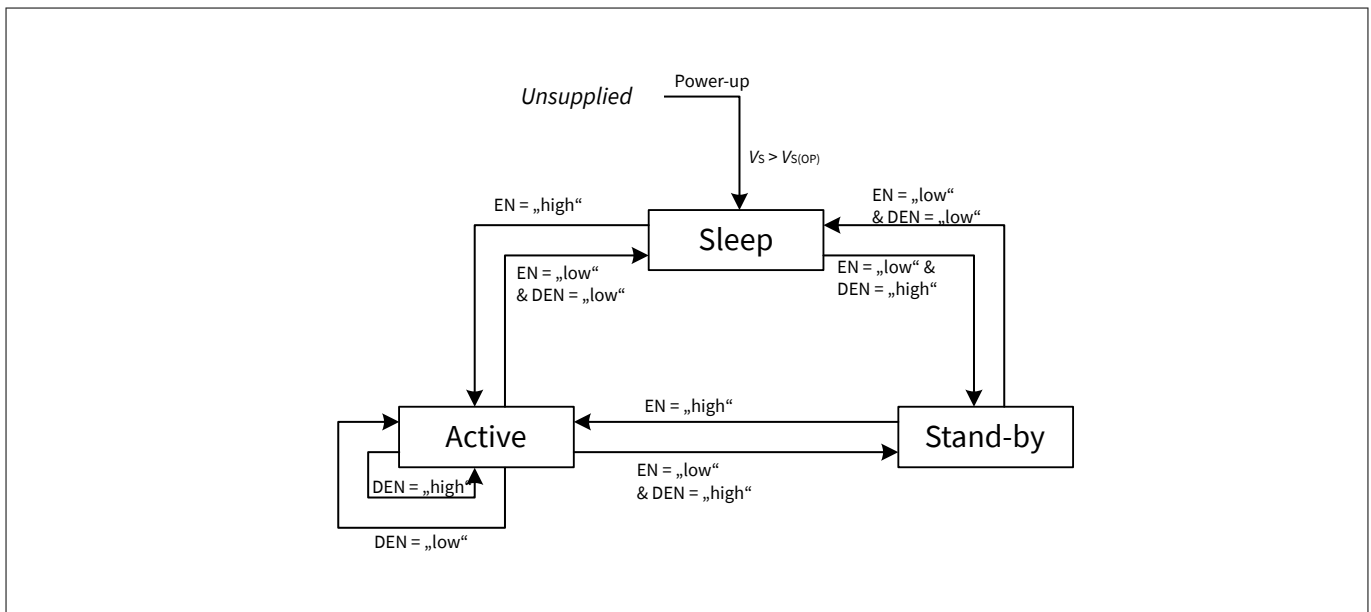 Power-up
Unsupplied
VS > VS(OP)
EN = „low“
& DEN = „low“
EN = „high“
Sleep
EN = „low“
& DEN = „low“
EN = „low“ &
DEN = „high“
EN = „high“
Active
Stand-by
EN = „low“
& DEN = „high“
DEN = „high“
DEN = „low“